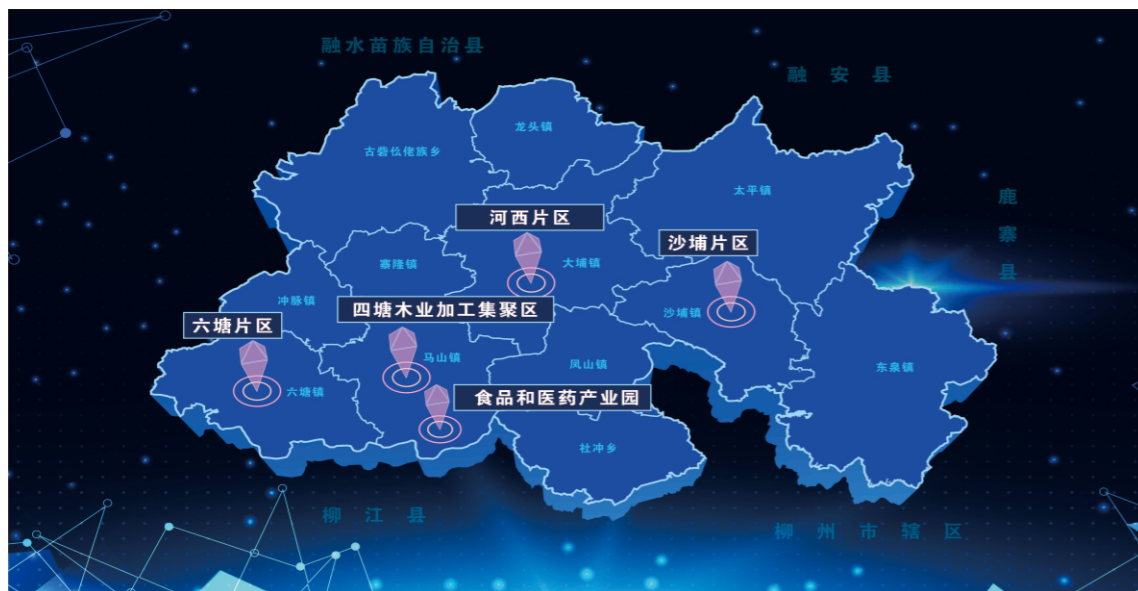 融水苗族自治县
融安县
龙头镇
古砦仫佬族乡
太平镇
鹿寨县
河西片区
沙埔片区
寨隆镇
大埔镇
冲脉镇
四塘木业加工集聚区
沙埔镇
六塘片区
马山镇
凤山镇
东泉镇
六塘镇
食品和医药产业园
社冲乡
柳江县
柳州市辖区